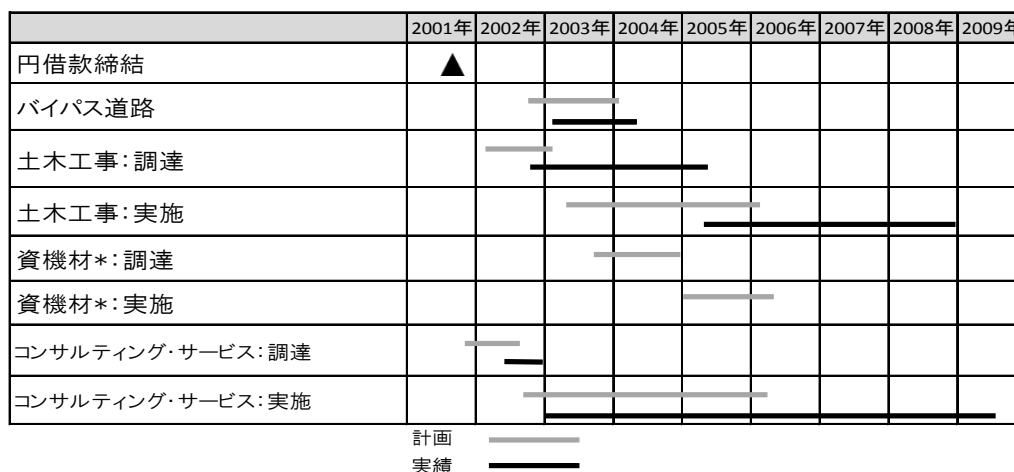 2001年 2002年 2003年 2004年 2005年 2006年 2007年 2008年 2009年
円借款締結
バイパス道路
土木工事：調達
土木工事：実施
資機材*：調達
資機材*：実施
コンサルティング・サービス：調達
コンサルティング・サービス：実施
計画
実績